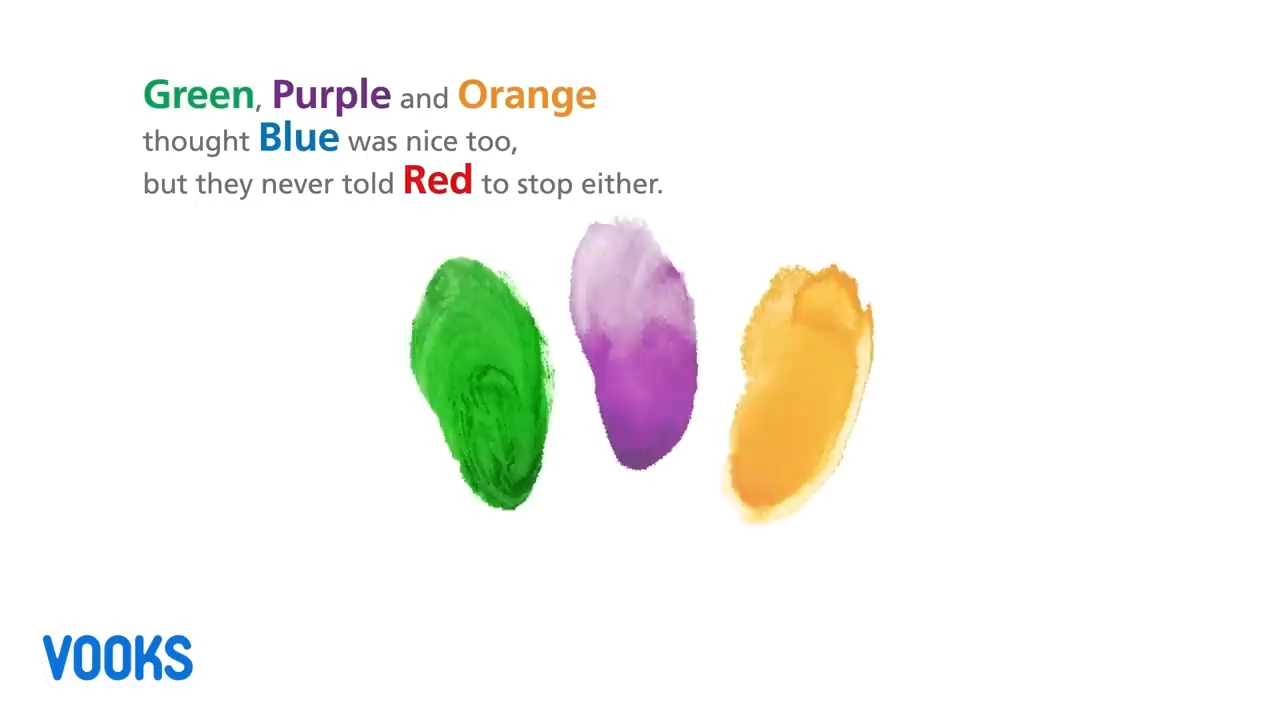 Green, Purple and Orange
thought Blue was nice too,
but they never told Red to stop either.
VOOKS